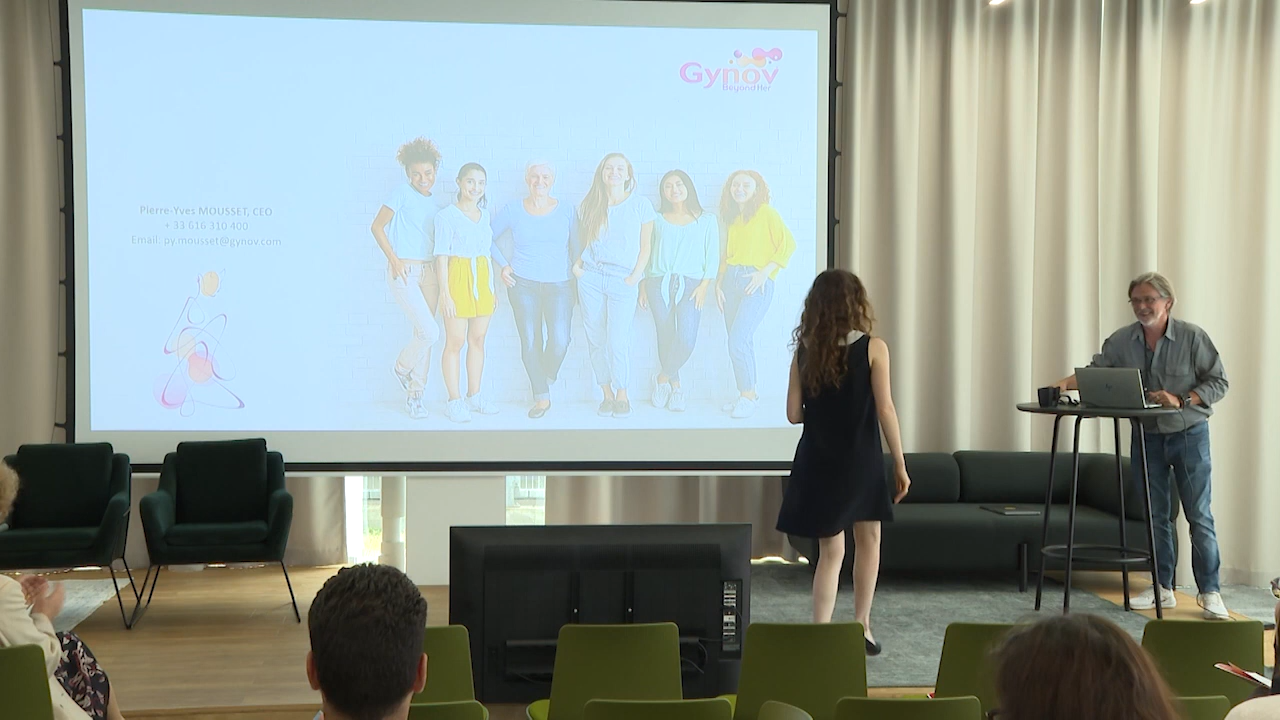 Gynov
Beyond Her
Pierre-Yves MOUSSET, CEO
+ 33 616 310 400
Email: py.mousset@gynov.com